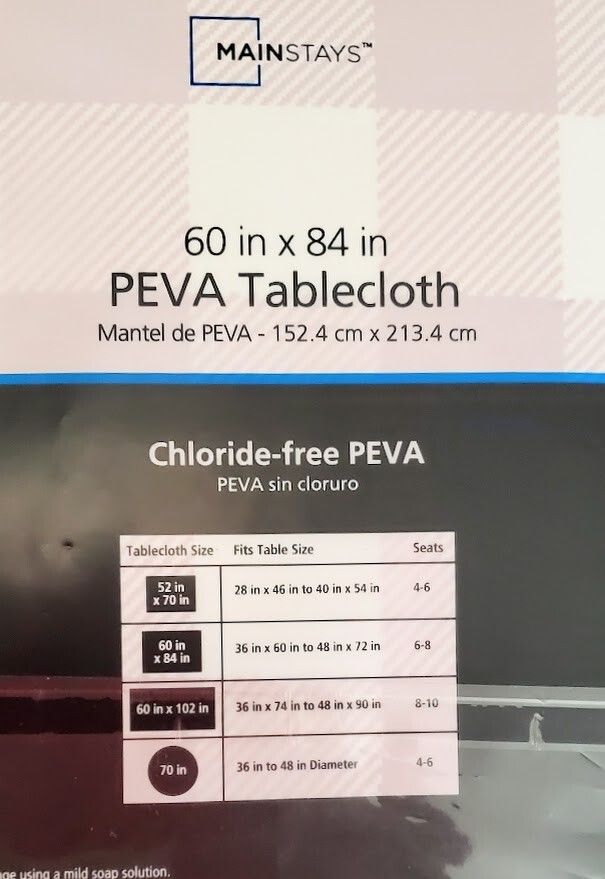 MAINSTAYS™
60 in x 84 in
PEVA Tablecloth
Mantel de PEVA - 152.4 cm x 213.4 cm
Chloride-free PEVA
PEVA sin cloruro
Tablecloth Size Fits Table Size Seats
52 in
x 70 in
28 in x 46 in to 40 in x 54 in 4-6
60 in
x 84 in
36 in x 60 in to 48 in x 72 in 6-8
60 in x 102 in 36 in x 74 in to 48 in x 90 in 8-10
70 in 36 in to 48 in Diameter 4-6
using a mild soap solution.